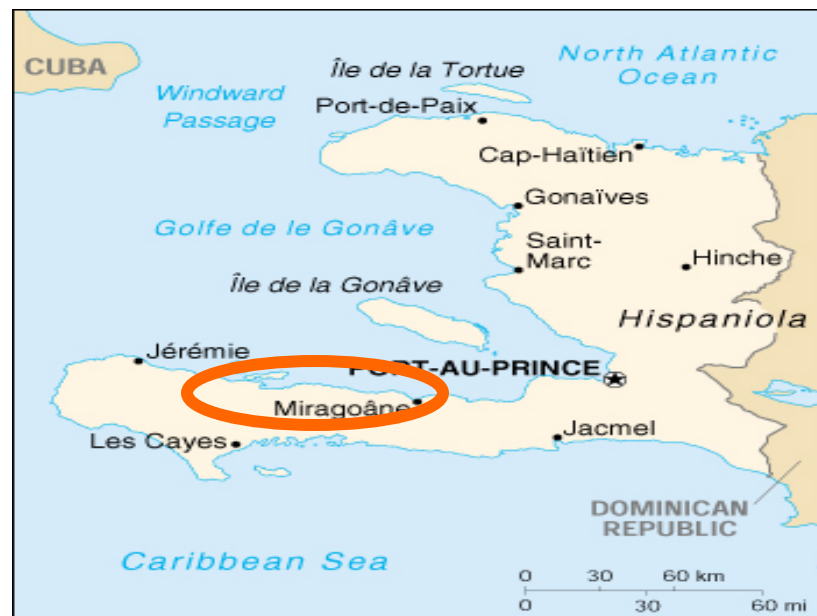 CUBA
Île de la Tortue
North Atlantic
Ocean
Windward
Passage
Port-de-Paix
Cap-Haïtien
Gonaïves
Golfe de le Gonâve
Saint-
Marc
Hinche
Île de la Gonâve
Hispaniola
Jérémie
PORT-AU-PRINCE
Miragoâne
Les Cayes
Jacmel
DOMINICAN
REPUBLIC
Caribbean Sea
0 30 60 km
0 30 60 mi